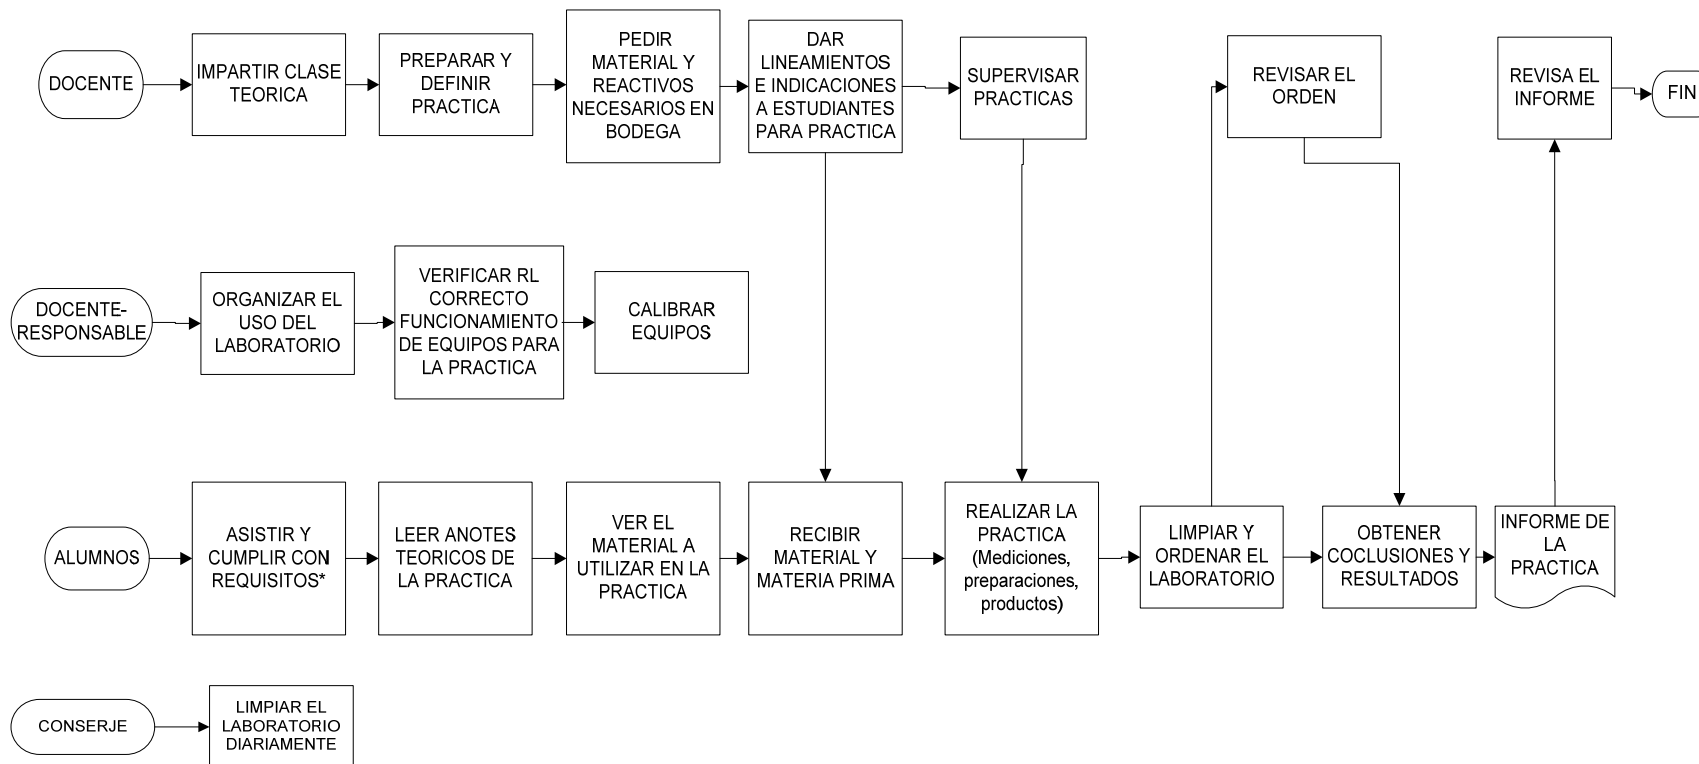 DOCENTE
IMPARTIR CLASE
TEORICA
PREPARAR Y
DEFINIR
PRACTICA
PEDIR
MATERIAL Y
REACTIVOS
NECESARIOS EN
BODEGA
DAR
LINEAMIENTOS
E INDICACIONES
A ESTUDIANTES
PARA PRACTICA
SUPERVISAR
PRACTICAS
REVISAR EL
ORDEN
REVISA EL
INFORME
FIN
DOCENTE-
RESPONSABLE
ORGANIZAR EL
USO DEL
LABORATORIO
VERIFICAR RL
CORRECTO
FUNCIONAMIENTO
DE EQUIPOS PARA
LA PRACTICA
CALIBRAR
EQUIPOS
ALUMNOS
ASISTIR Y
CUMPLIR CON
REQUISITOS*
LEER ANOTES
TEORICOS DE
LA PRACTICA
VER EL
MATERIAL A
UTILIZAR EN LA
PRACTICA
RECIBIR
MATERIAL Y
MATERIA PRIMA
REALIZAR LA
PRACTICA
(Mediciones,
preparaciones,
productos)
LIMPIAR Y
ORDENAR EL
LABORATORIO
OBTENER
COCLUSIONES Y
RESULTADOS
INFORME DE
LA
PRACTICA
CONSERJE
LIMPIAR EL
LABORATORIO
DIARIAMENTE